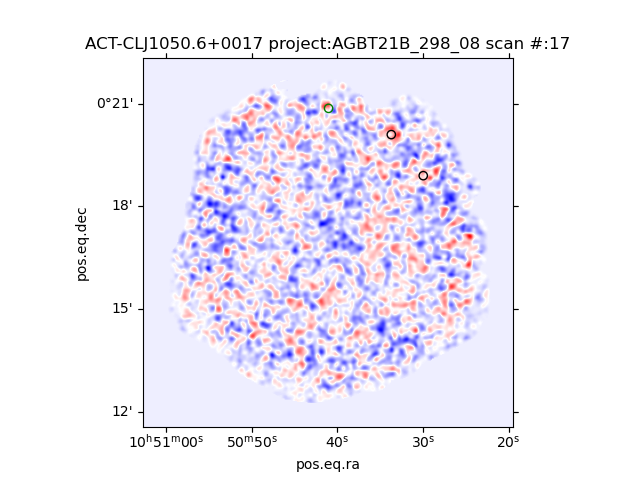 ACT-CLJ1050.6+0017 project:AGBT21B_298_08 scan #:17
0°21'
18'
15'
12'
pos.eq.dec
10ʰ51ᵐ00ˢ 50ᵐ50ˢ 40ˢ 30ˢ 20ˢ
pos.eq.ra